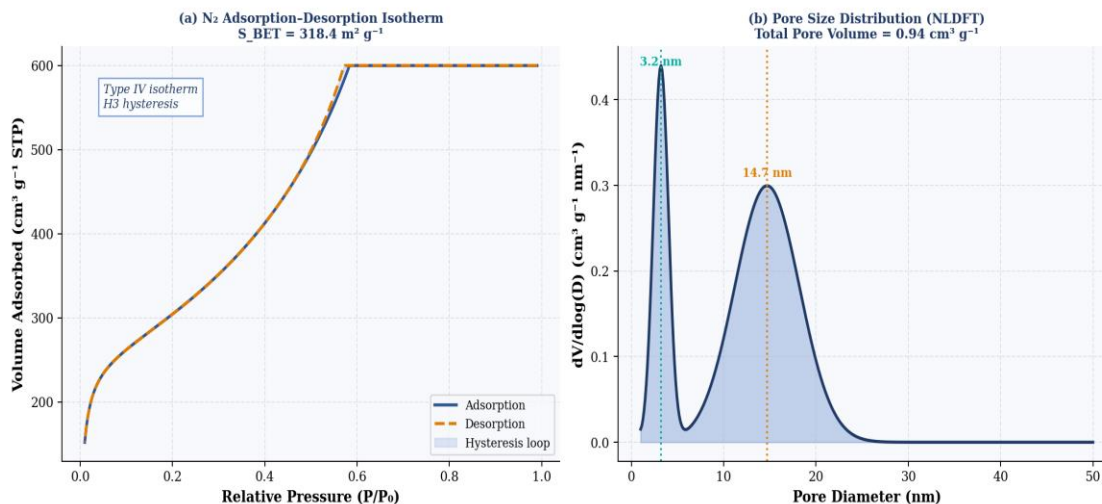 (a) N₂ Adsorption–Desorption Isotherm
S_BET = 318.4 m² g⁻¹
Type IV isotherm
H3 hysteresis
Volume Adsorbed (cm³ g⁻¹ STP)
600
500
400
300
200
0.0 0.2 0.4 0.6 0.8 1.0
Relative Pressure (P/P₀)
Adsorption
Desorption
Hysteresis loop
(b) Pore Size Distribution (NLDFT)
Total Pore Volume = 0.94 cm³ g⁻¹
3.2 nm
14.7 nm
dV/dlog(D) (cm³ g⁻¹ nm⁻¹)
0.4
0.3
0.2
0.1
0.0
0 10 20 30 40 50
Pore Diameter (nm)